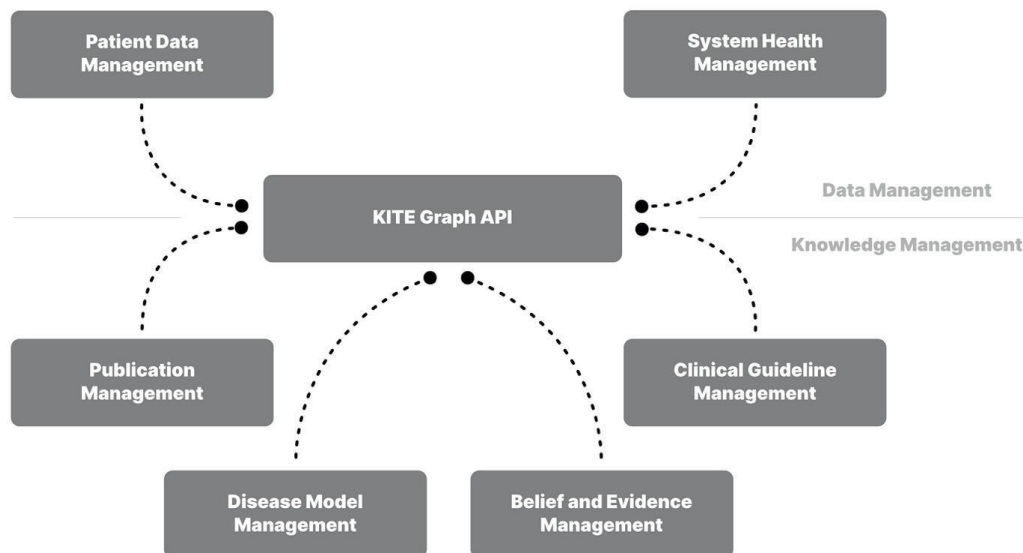 Patient Data
Management
System Health
Management
Data Management
KITE Graph API
Knowledge Management
Publication
Management
Clinical Guideline
Management
Disease Model
Management
Belief and Evidence
Management